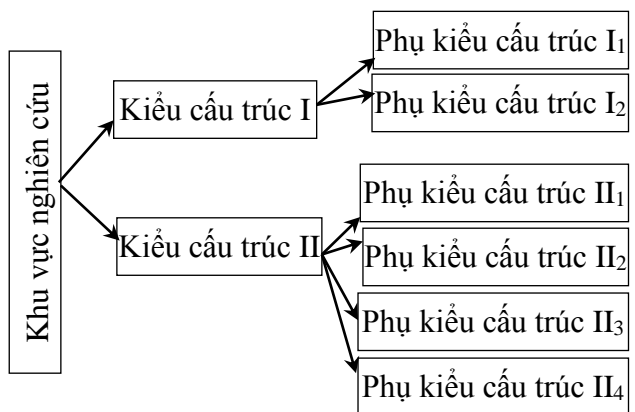 Khu vực nghiên cứu
Kiểu cấu trúc I
Phụ kiểu cấu trúc I₁
Phụ kiểu cấu trúc I₂
Kiểu cấu trúc II
Phụ kiểu cấu trúc II₁
Phụ kiểu cấu trúc II₂
Phụ kiểu cấu trúc II₃
Phụ kiểu cấu trúc II₄